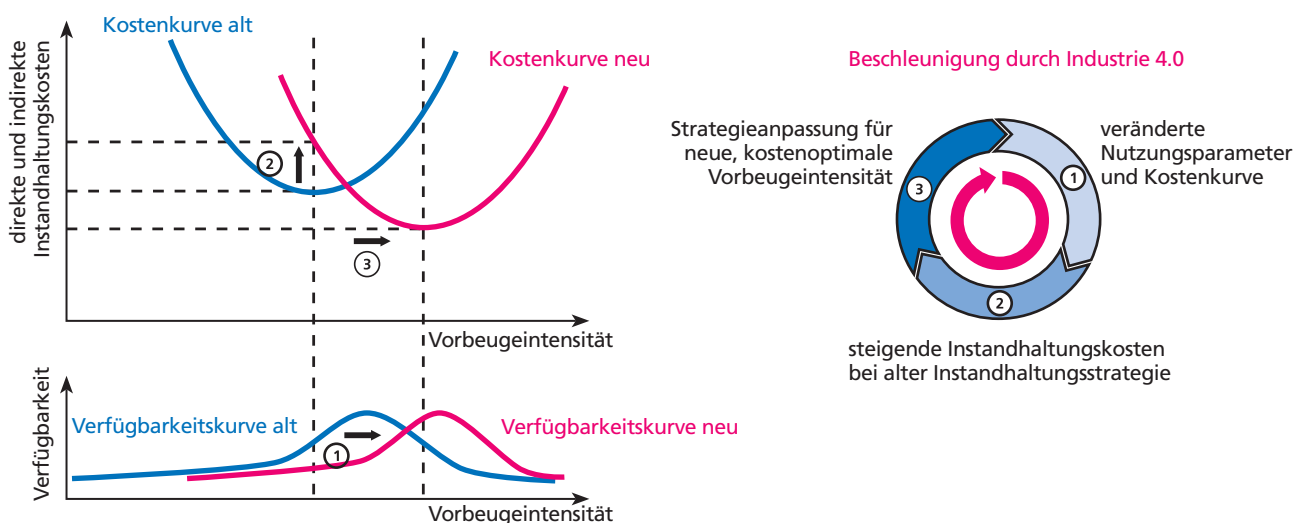 Kostenkurve alt
direkte und indirekte
Instandhaltungskosten
Kostenkurve neu
2
3
Vorbeugeintensität
Verfügbarkeit
Verfügbarkeitskurve alt
1
Verfügbarkeitskurve neu
Vorbeugeintensität
Beschleunigung durch Industrie 4.0
Strategieanpassung für
neue, kostenoptimale
Vorbeugeintensität
veränderte
Nutzungsparameter
und Kostenkurve
3
1
2
steigende Instandhaltungskosten
bei alter Instandhaltungsstrategie